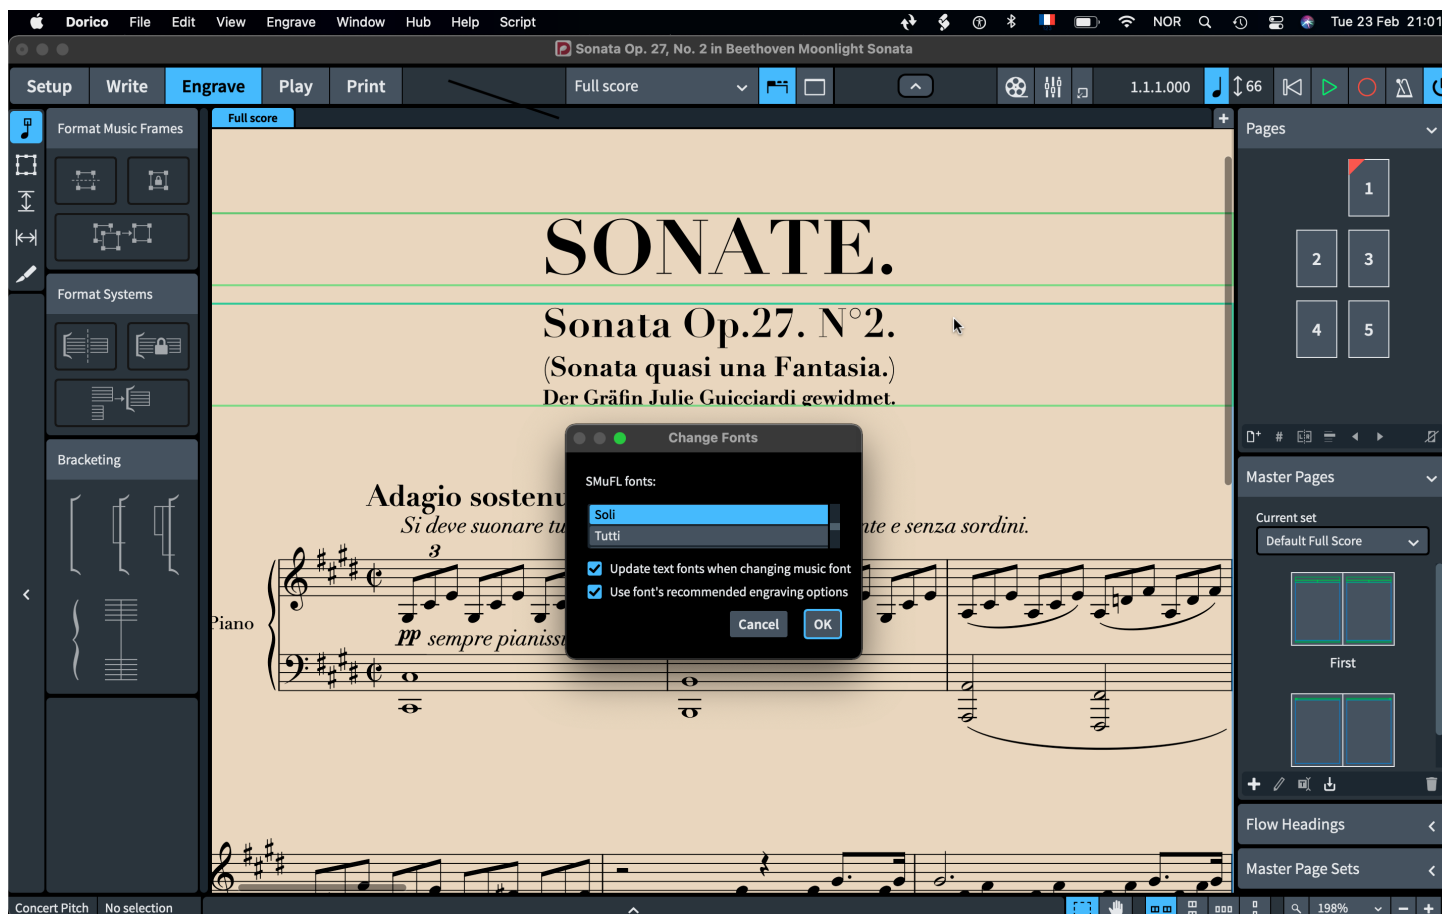 Dorico File Edit View Engrave Window Hub Help Script NOR Tue 23 Feb 21:01
Sonata Op. 27, No. 2 in Beethoven Moonlight Sonata
Setup Write Engrave Play Print Full score 1.1.1.000 66
Full score
Format Music Frames
Format Systems
Bracketing
SONATE.
Sonata Op.27. N°2.
(Sonata quasi una Fantasia.)
Der Gräfin Julie Guicciardi gewidmet.
Adagio sostenu
Si deve suonare tu nte e senza sordini.
3
Piano
pp sempre pianissi
Change Fonts
SMuFL fonts:
Soli
Tutti
Update text fonts when changing music font
Use font's recommended engraving options
Cancel OK
Pages
1
2 3
4 5
Master Pages
Current set
Default Full Score
First
Flow Headings
Master Page Sets
Concert Pitch No selection 198%